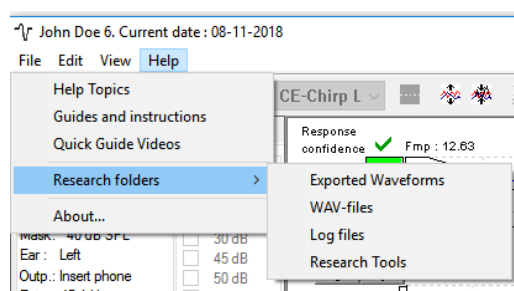 John Doe 6. Current date : 08-11-2018
File Edit View Help
Help Topics
Guides and instructions
Quick Guide Videos
Research folders
About...
CE-Chirp L
Response
confidence Fmp : 12.63
Exported Waveforms
WAV-files
Log files
Research Tools
Mask: 40 dB SPL 30 dB
Ear : Left 45 dB
Outp.: Insert phone 50 dB